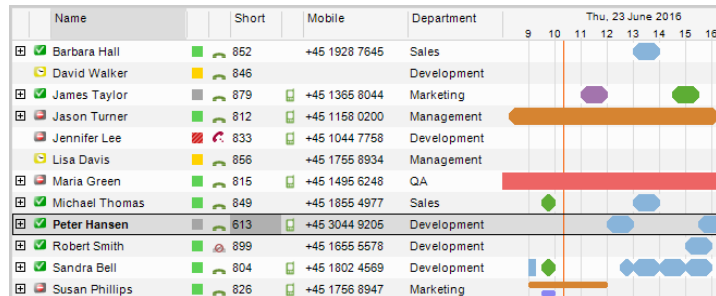 Name Short Mobile Department Thu, 23 June 2016
9 10 11 12 13 14 15 16
Barbara Hall 852 +45 1928 7645 Sales
David Walker 846 Development
James Taylor 879 +45 1365 8044 Marketing
Jason Turner 812 +45 1158 0200 Management
Jennifer Lee 833 +45 1044 7758 Development
Lisa Davis 856 +45 1755 8934 Management
Maria Green 815 +45 1495 6248 QA
Michael Thomas 849 +45 1855 4977 Sales
Peter Hansen 613 +45 3044 9205 Development
Robert Smith 899 +45 1655 5578 Development
Sandra Bell 804 +45 1802 4569 Development
Susan Phillips 826 +45 1756 8947 Marketing